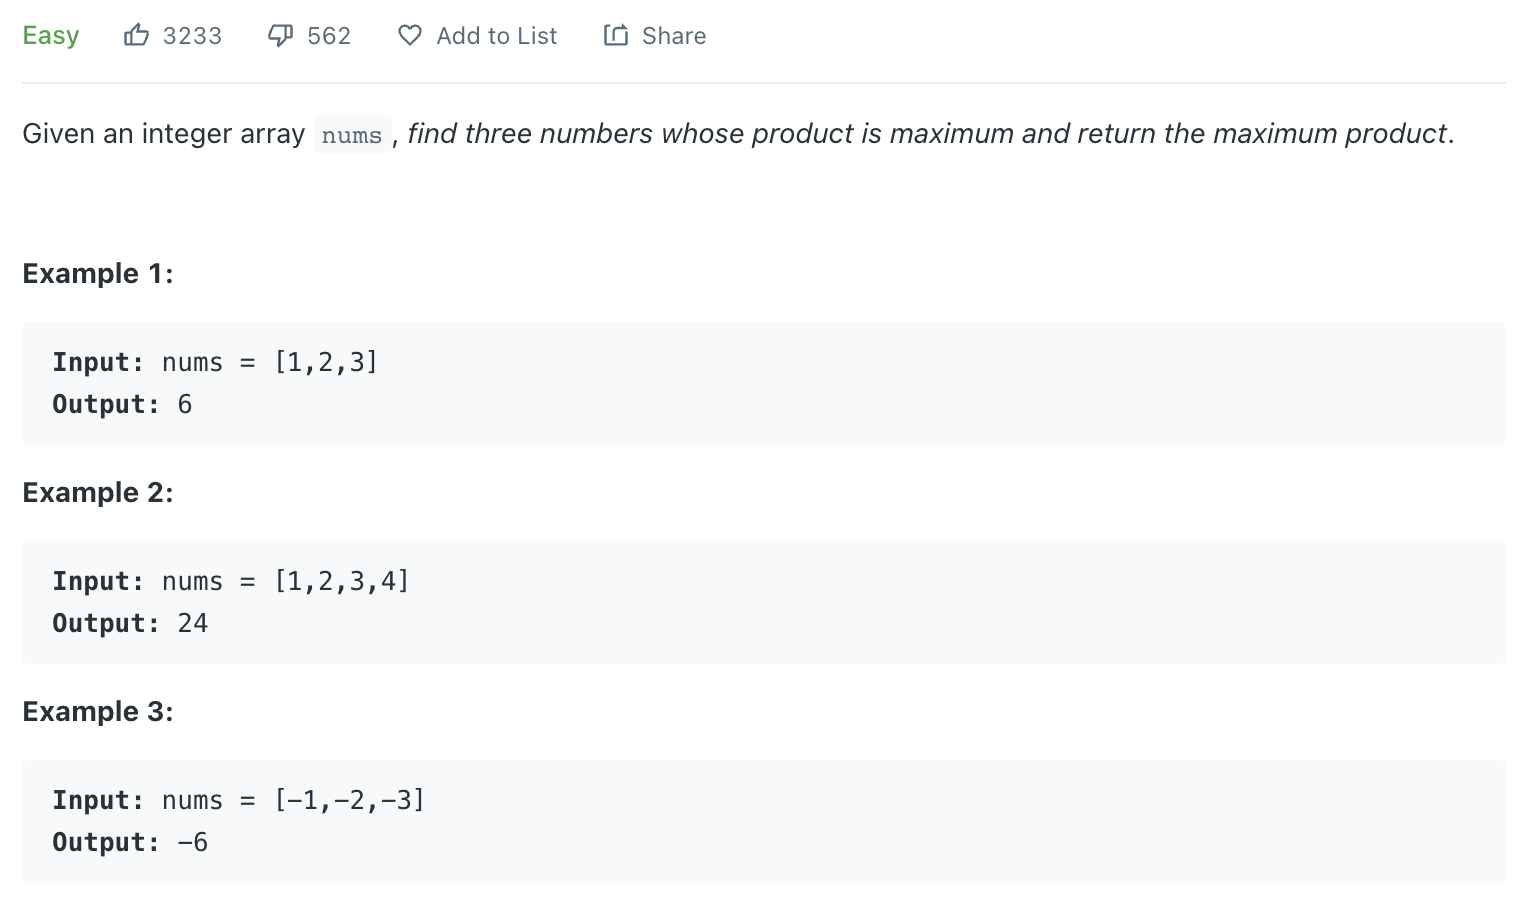 Easy 3233 562 Add to List Share
Given an integer array nums, find three numbers whose product is maximum and return the maximum product.
Example 1:
Input: nums = [1,2,3]
Output: 6
Example 2:
Input: nums = [1,2,3,4]
Output: 24
Example 3:
Input: nums = [-1,-2,-3]
Output: -6